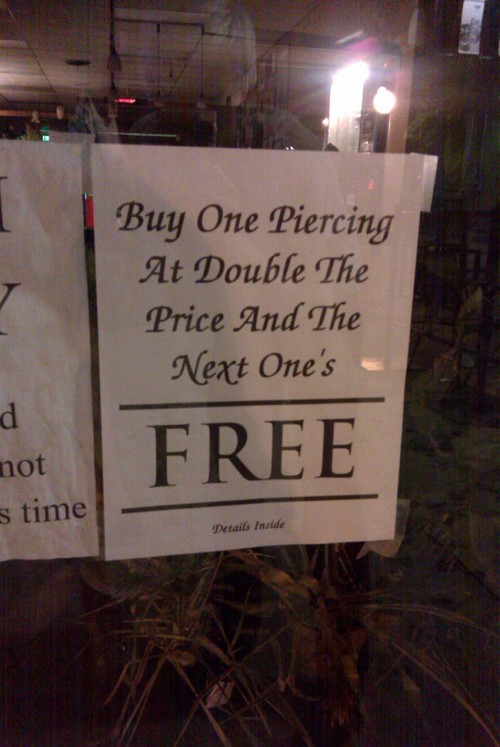 Buy One Piercing
At Double The
Price And The
Next One's
FREE
Details Inside
Y
d
not
s time